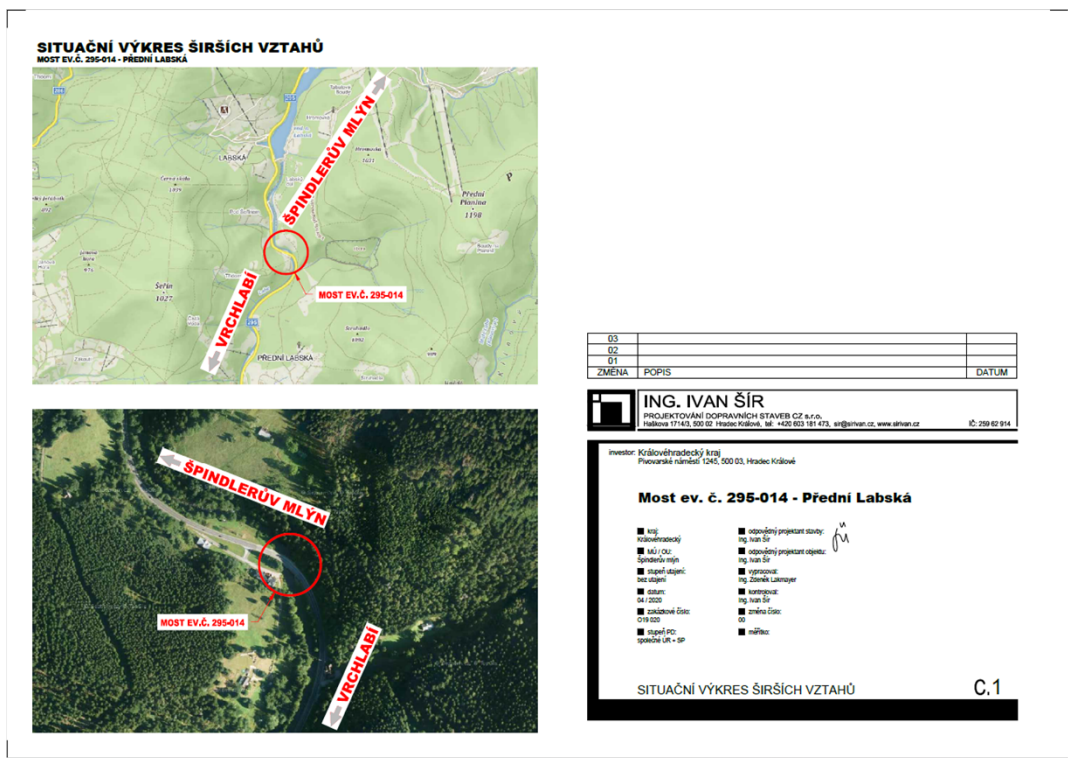 SITUAČNÍ VÝKRES ŠIRŠÍCH VZTAHŮ
MOST EV.Č. 295-014 - PŘEDNÍ LABSKÁ
ŠPINDLERŮV MLÝN
LABSKÁ
Přední
Planina
1198
P
Šeřín
1027
MOST EV.Č. 295-014
VRCHLABÍ
PŘEDNÍ LABSKÁ
ŠPINDLERŮV MLÝN
MOST EV.Č. 295-014
VRCHLABÍ
03
02
01
ZMĚNA POPIS DATUM
ING. IVAN ŠÍR
PROJEKTOVÁNÍ DOPRAVNÍCH STAVEB CZ s.r.o.
Haškova 1714/3, 500 02 Hradec Králové, tel: +420 603 181 473, sir@sirivan.cz, www.sirivan.cz IČ: 259 62 914
investor: Královéhradecký kraj
Pivovarské náměstí 1245, 500 03, Hradec Králové
Most ev. č. 295-014 - Přední Labská
kraj: odpovědný projektant stavby:
Královéhradecký Ing. Ivan Šír
MÚ / OU: odpovědný projektant objektu:
Špindlerův mlýn Ing. Ivan Šír
stupeň utajení: vypracoval:
bez utajení Ing. Zdeněk Lakmayer
datum: kontroloval:
04 / 2020 Ing. Ivan Šír
zakázkové číslo: změna číslo:
O19 020 00
stupeň PD: měřítko:
společné ÚR + SP
SITUAČNÍ VÝKRES ŠIRŠÍCH VZTAHŮ C.1